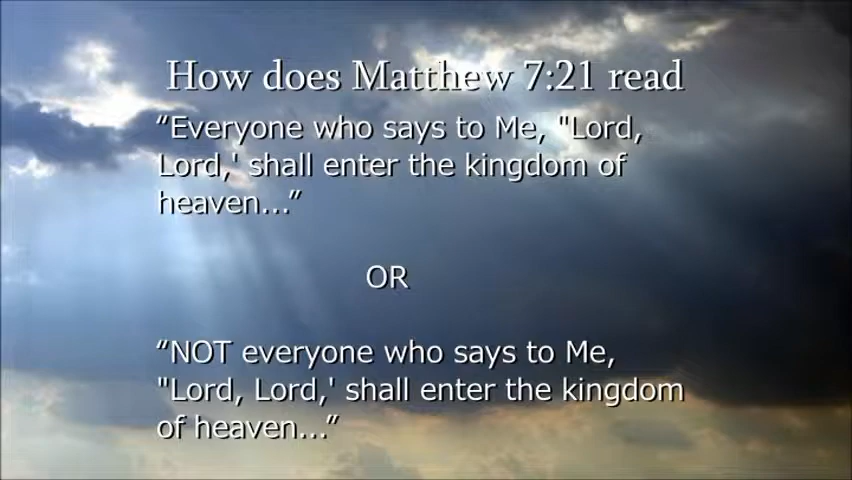 How does Matthew 7:21 read
“Everyone who says to Me, "Lord,
Lord,' shall enter the kingdom of
heaven...”
OR
“NOT everyone who says to Me,
"Lord, Lord,' shall enter the kingdom
of heaven...”